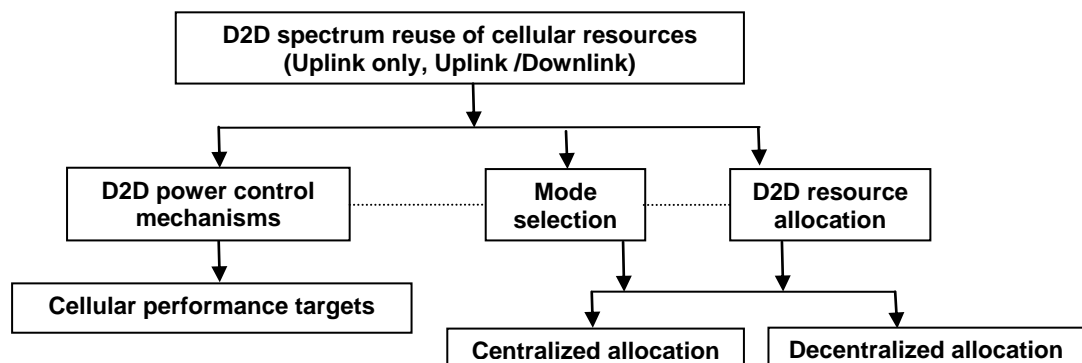 D2D spectrum reuse of cellular resources
(Uplink only, Uplink /Downlink)
D2D power control
mechanisms
Mode
selection
D2D resource
allocation
Cellular performance targets
Centralized allocation
Decentralized allocation